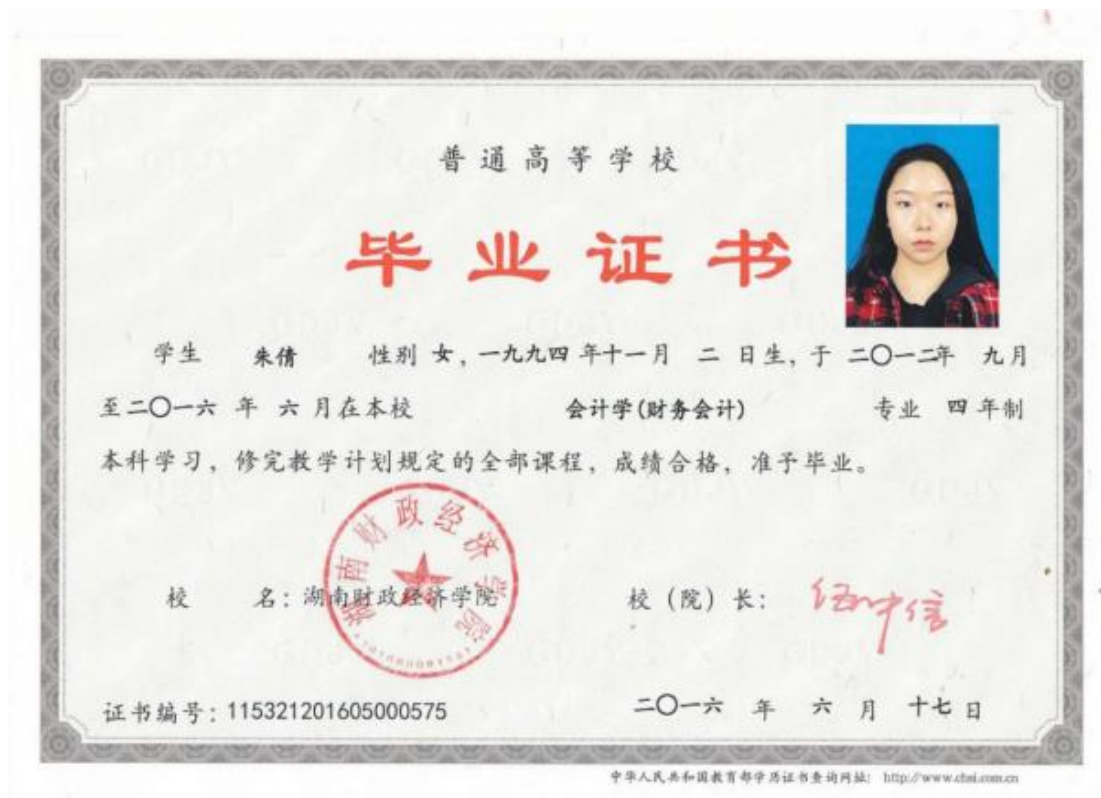 普通高等学校
毕业证书
学生 朱倩 性别 女，一九九四 年十一月 二 日生，于 二〇一二年 九月
至二〇一六 年 六 月在本校 会计学(财务会计) 专业 四 年制
本科学习，修完教学计划规定的全部课程，成绩合格，准予毕业。
湖南财政经济学院
校 名：湖南财政经济学院 校（院）长： 伍中信
证书编号：115321201605000575 二〇一六 年 六 月 十七 日
中华人民共和国教育部学历证书查询网址： http://www.chsi.com.cn